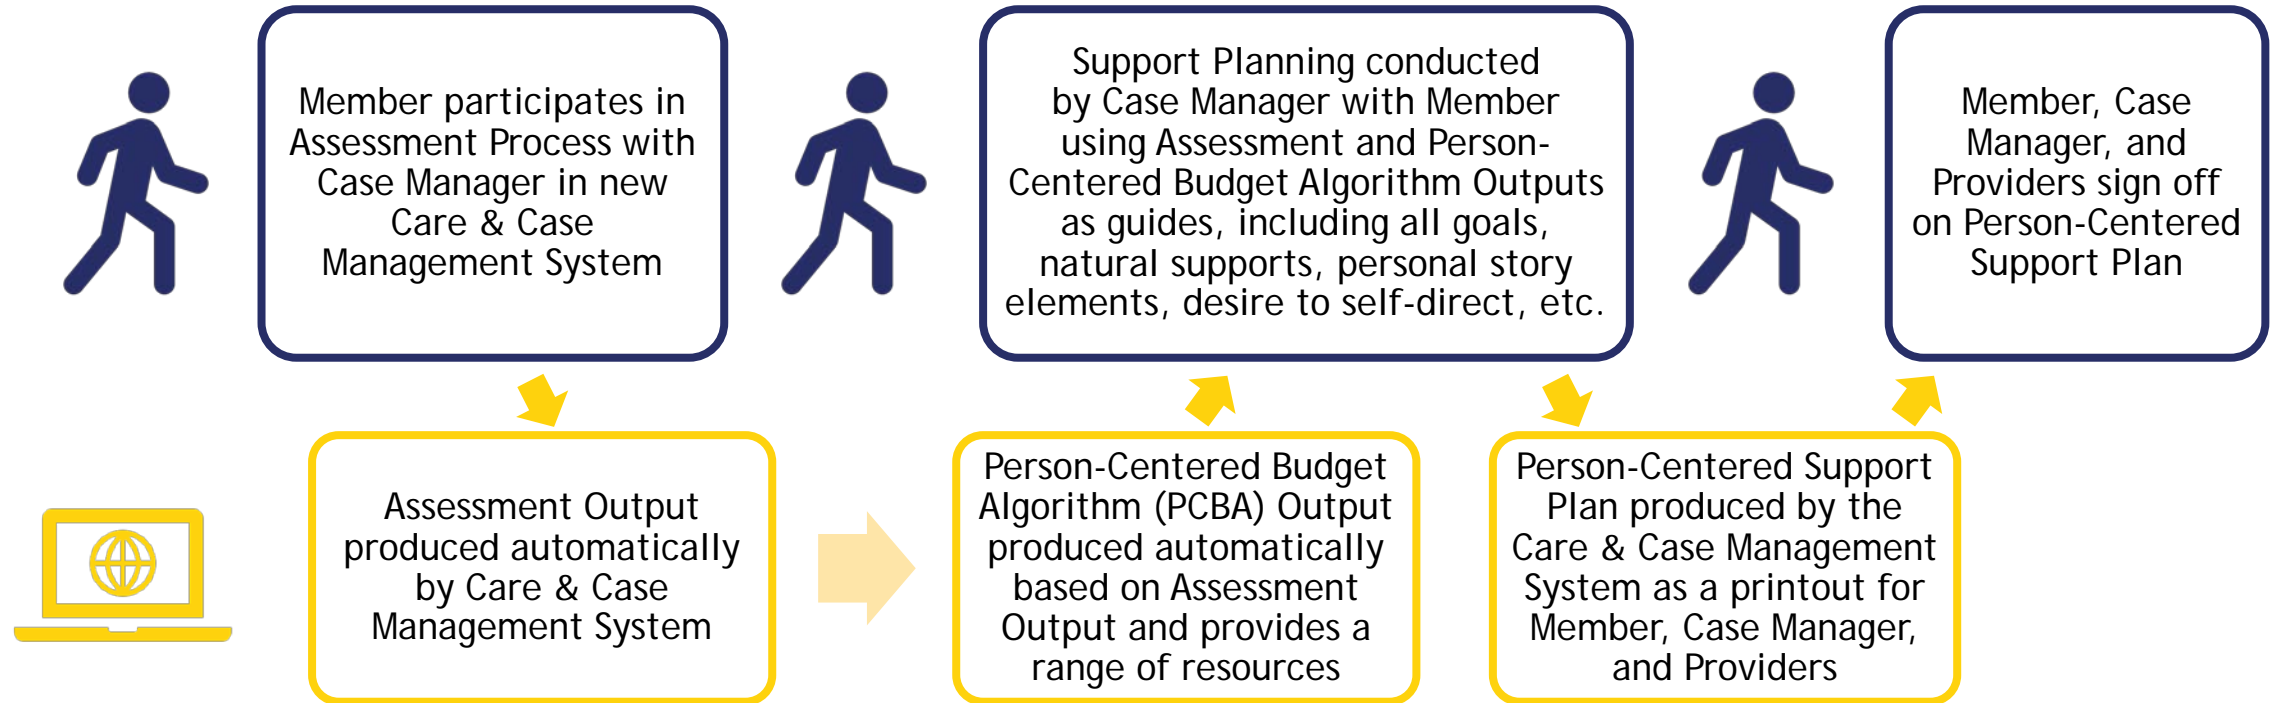 Member participates in
Assessment Process with
Case Manager in new
Care & Case
Management System
Support Planning conducted
by Case Manager with Member
using Assessment and Person-
Centered Budget Algorithm Outputs
as guides, including all goals,
natural supports, personal story
elements, desire to self-direct, etc.
Member, Case
Manager, and
Providers sign off
on Person-Centered
Support Plan
Assessment Output
produced automatically
by Care & Case
Management System
Person-Centered Budget
Algorithm (PCBA) Output
produced automatically
based on Assessment
Output and provides a
range of resources
Person-Centered Support
Plan produced by the
Care & Case Management
System as a printout for
Member, Case Manager,
and Providers